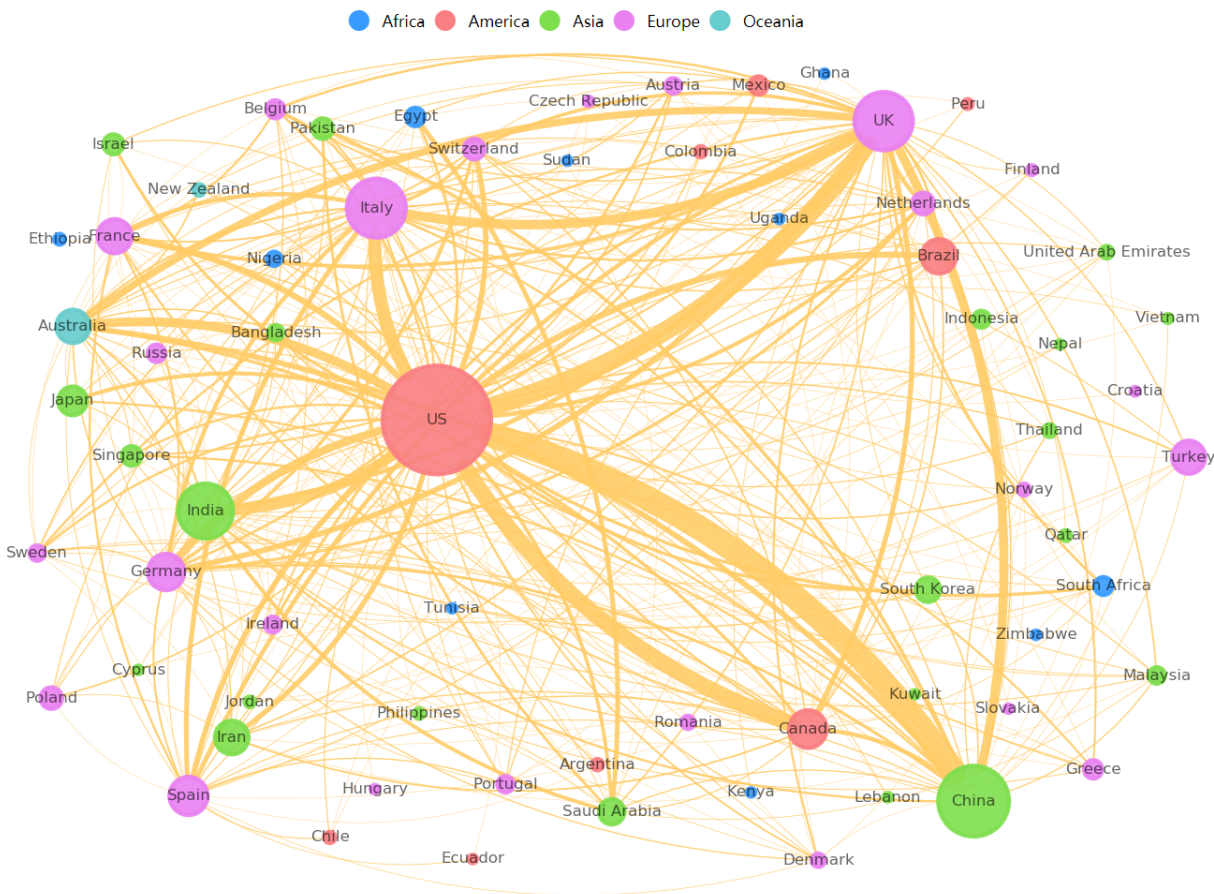 Africa America Asia Europe Oceania
Ghana
Austria
Mexico
Czech Republic
Peru
Belgium
Egypt
UK
Pakistan
Israel
Switzerland
Colombia
Sudan
Finland
New Zealand
Netherlands
Italy
Uganda
France
Ethiopia
United Arab Emirates
Brazil
Nigeria
Indonesia
Vietnam
Australia
Bangladesh
Nepal
Russia
Croatia
Japan
US
Thailand
Singapore
Turkey
Norway
India
Qatar
Sweden
Germany
South Korea
South Africa
Tunisia
Ireland
Zimbabwe
Cyprus
Malaysia
Poland
Jordan
Kuwait
Slovakia
Philippines
Romania
Canada
Iran
Argentina
Greece
Portugal
Hungary
Kenya
Spain
Lebanon
China
Saudi Arabia
Chile
Ecuador
Denmark